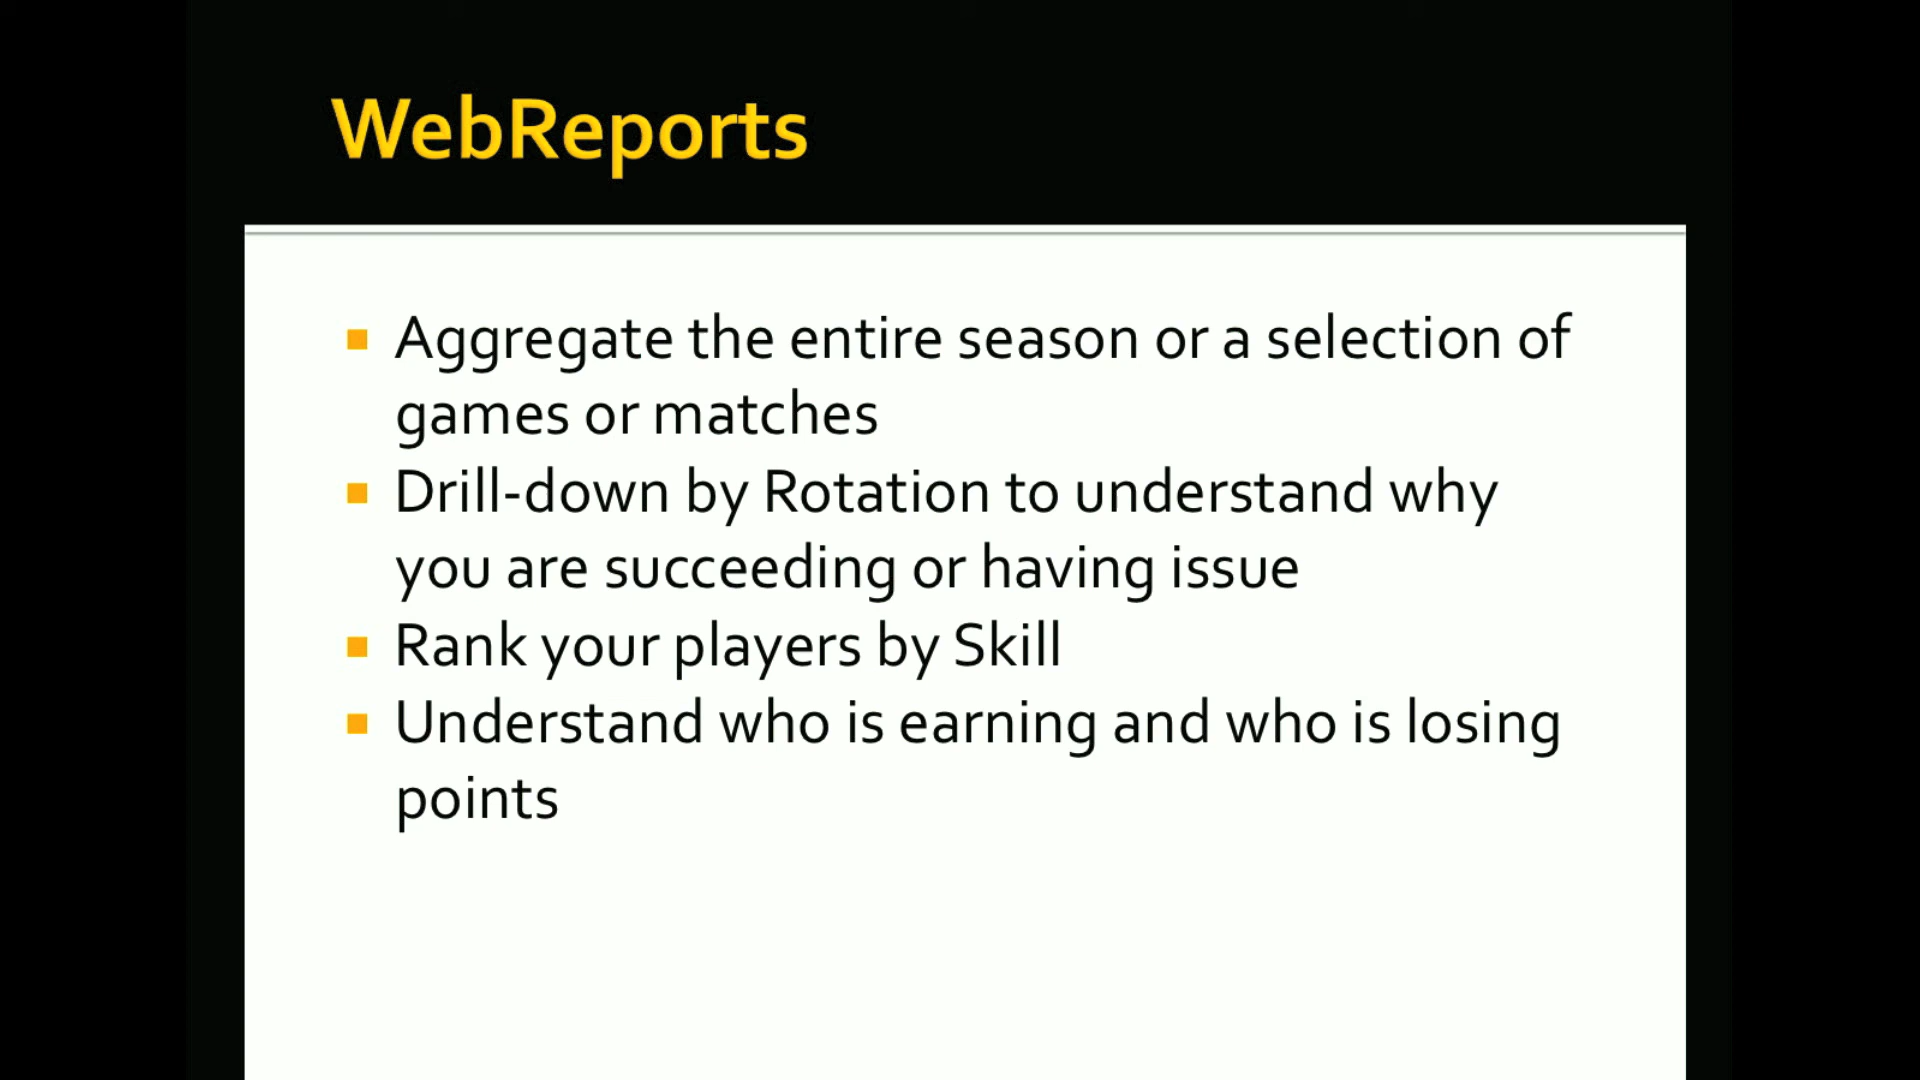 WebReports
Aggregate the entire season or a selection of
games or matches
Drill-down by Rotation to understand why
you are succeeding or having issue
Rank your players by Skill
Understand who is earning and who is losing
points